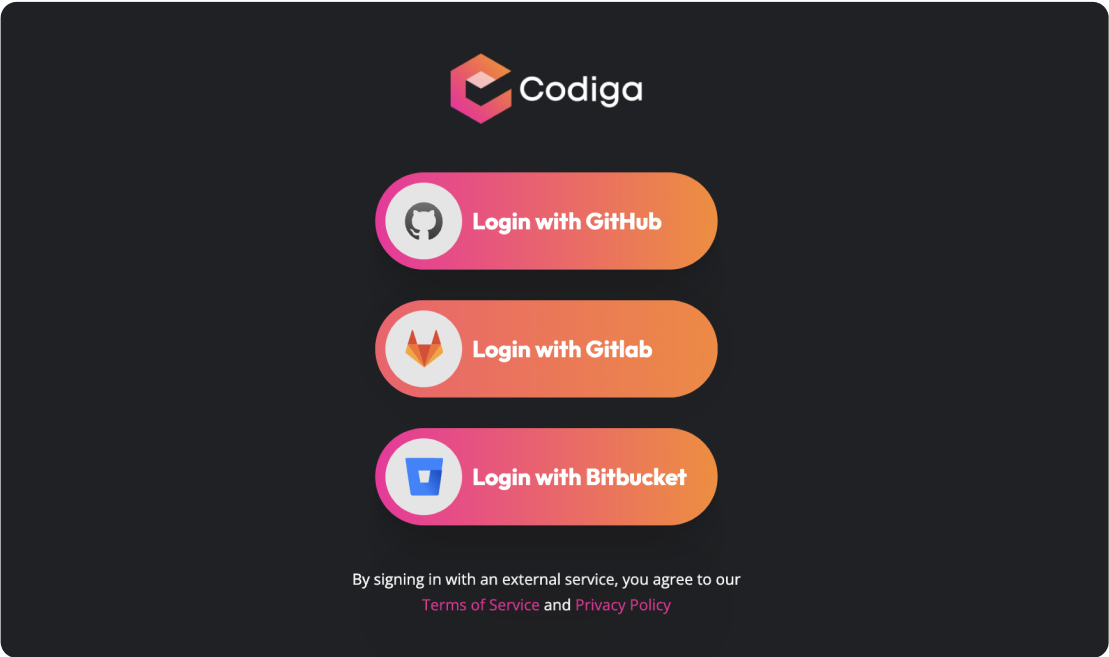 Codiga
Login with GitHub
Login with Gitlab
Login with Bitbucket
By signing in with an external service, you agree to our
Terms of Service and Privacy Policy